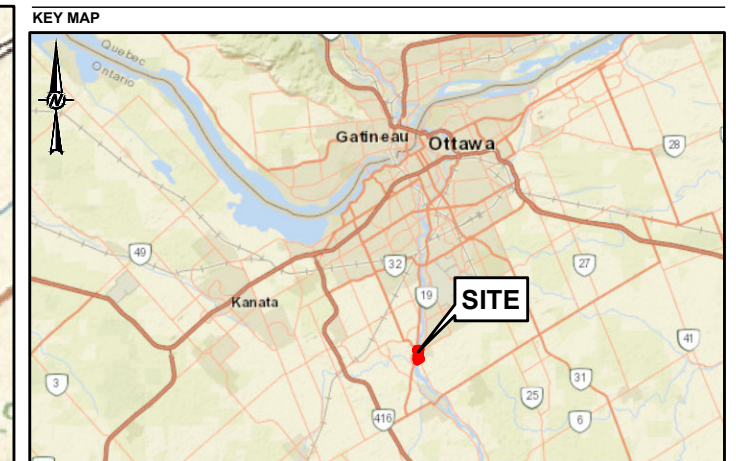 KEY MAP
Quebec
Ontario
N
Gatineau
Ottawa
28
49
32
27
19
SITE
Kanata
41
3
31
25
416
6